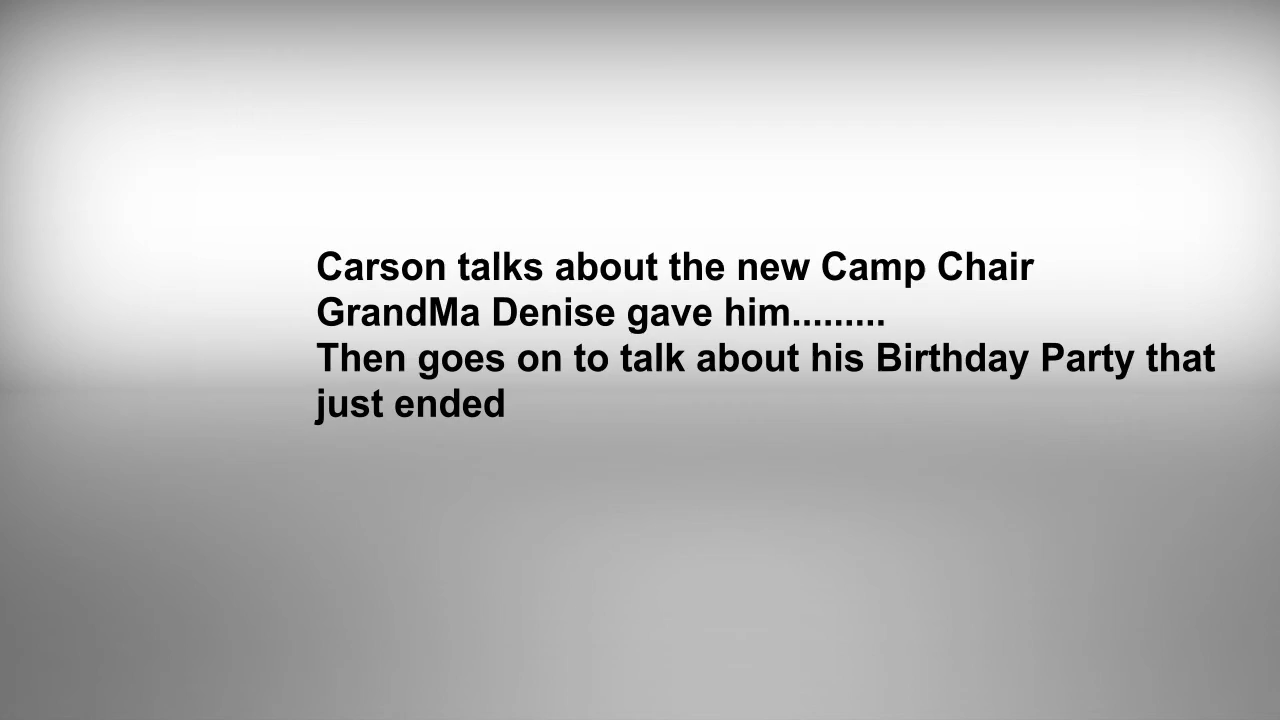 Carson talks about the new Camp Chair
GrandMa Denise gave him.........
Then goes on to talk about his Birthday Party that
just ended